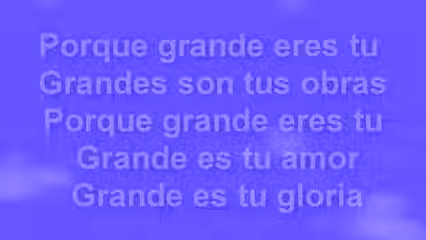 Porque grande eres tu
Grandes son tus obras
Porque grande eres tu
Grande es tu amor
Grande es tu gloria